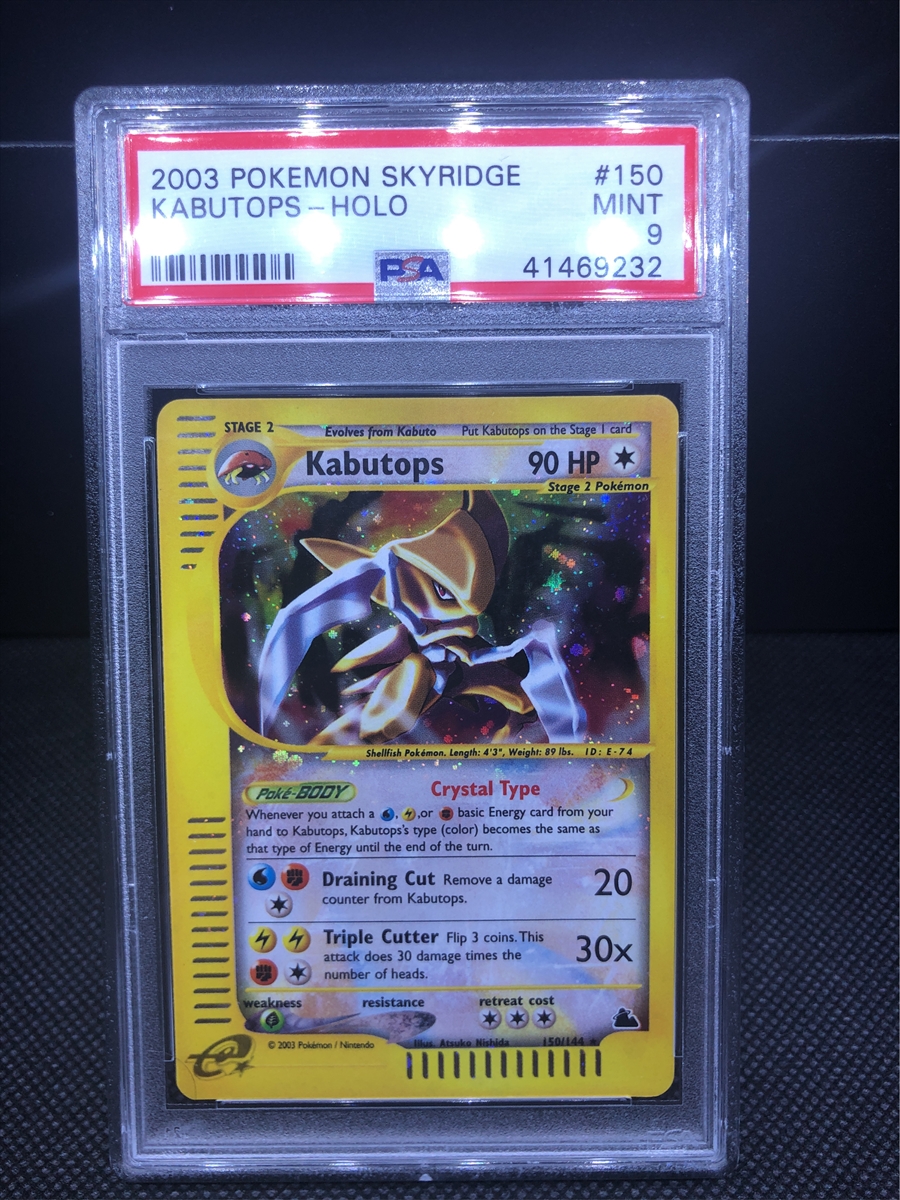 2003 POKEMON SKYRIDGE #150
KABUTOPS - HOLO MINT
9
PSA 41469232
STAGE 2 Evolves from Kabuto Put Kabutops on the Stage 1 card
Kabutops 90 HP
Stage 2 Pokémon
Shellfish Pokémon. Length: 4'3", Weight: 89 lbs. ID: E-74
Poké-BODY Crystal Type
Whenever you attach a , , or basic Energy card from your
hand to Kabutops, Kabutops's type (color) becomes the same as
that type of Energy until the end of the turn.
Draining Cut Remove a damage 20
counter from Kabutops.
Triple Cutter Flip 3 coins. This
attack does 30 damage times the 30x
number of heads.
weakness resistance retreat cost
© 2003 Pokémon / Nintendo Illus. Atsuko Nishida 150/144
e